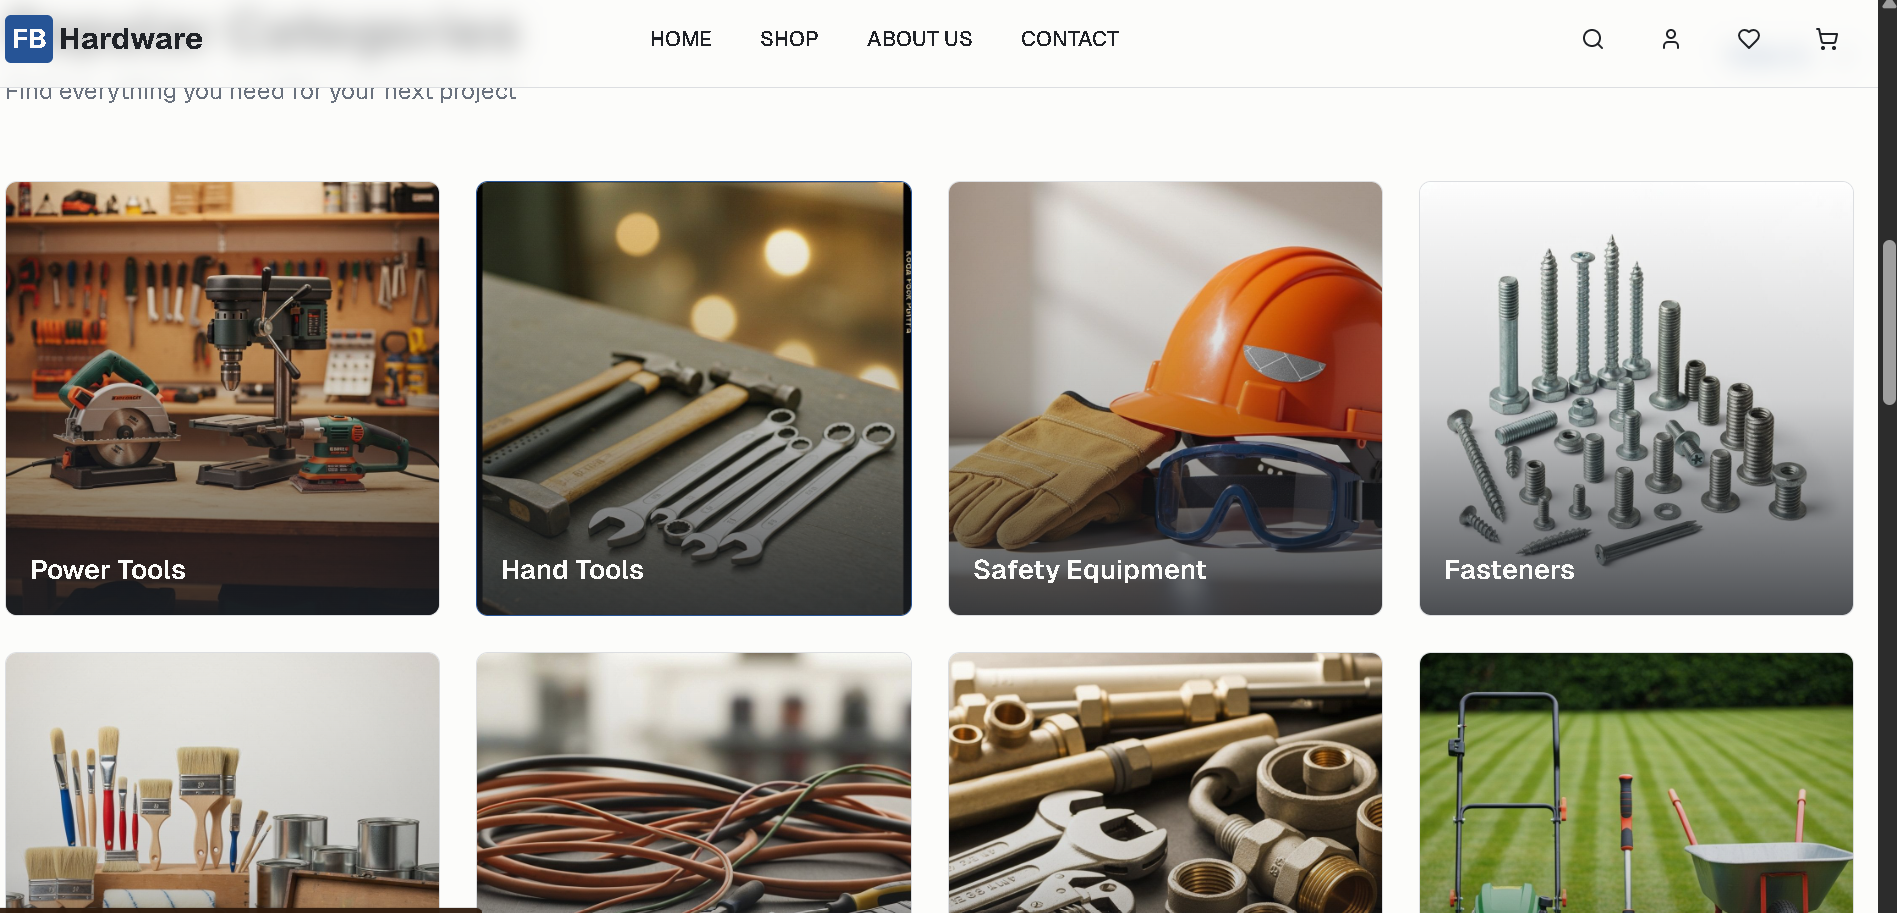 FB Hardware
HOME
SHOP
ABOUT US
CONTACT
Find everything you need for your next project
Power Tools
Hand Tools
Safety Equipment
Fasteners